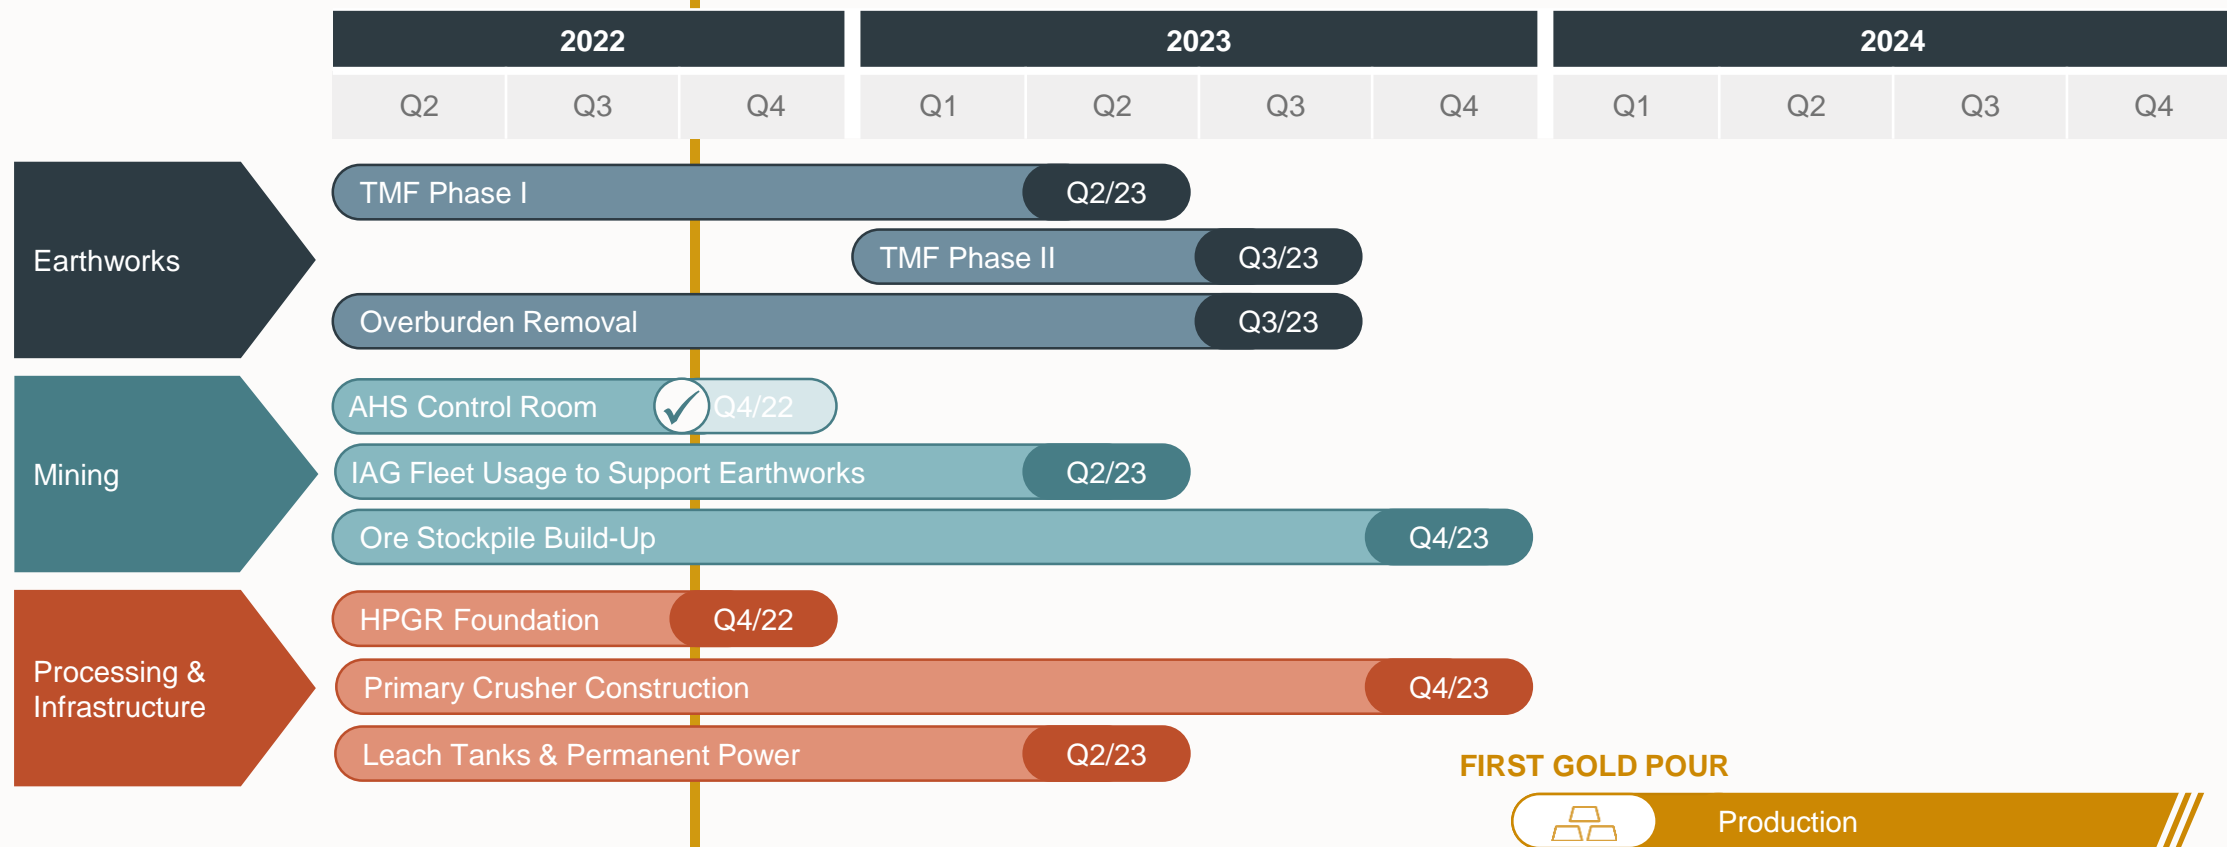 2022 2023 2024
Q2 Q3 Q4 Q1 Q2 Q3 Q4 Q1 Q2 Q3 Q4
Earthworks
TMF Phase I Q2/23
TMF Phase II Q3/23
Overburden Removal Q3/23
Mining
AHS Control Room Q4/22
IAG Fleet Usage to Support Earthworks Q2/23
Ore Stockpile Build-Up Q4/23
Processing &
Infrastructure
HPGR Foundation Q4/22
Primary Crusher Construction Q4/23
Leach Tanks & Permanent Power Q2/23
FIRST GOLD POUR
Production